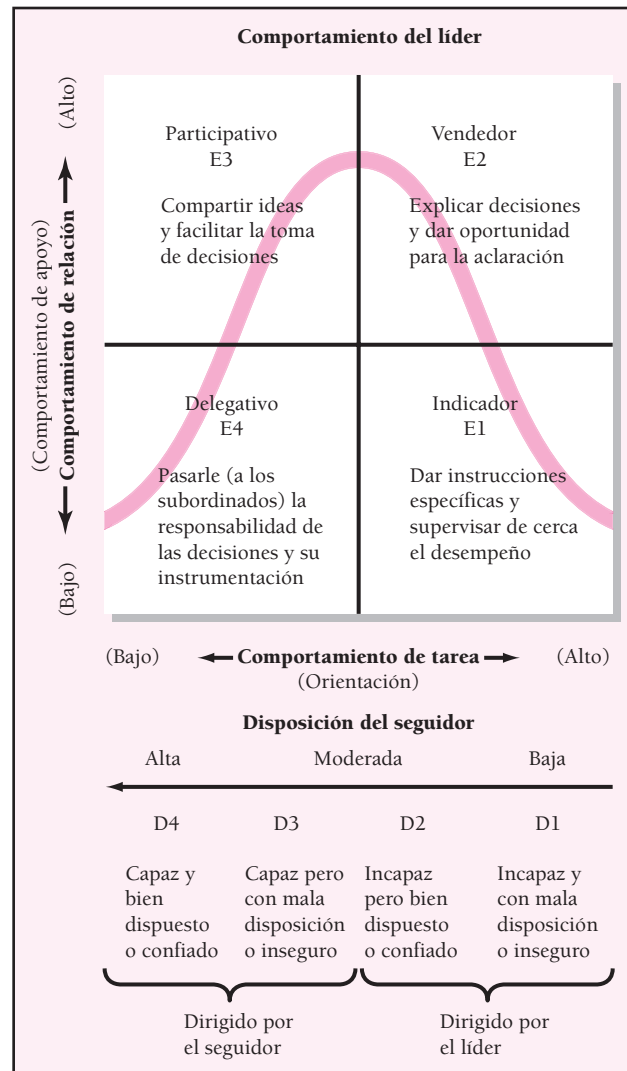 Comportamiento del líder
(Alto)
(Comportamiento de apoyo)
Comportamiento de relación
(Bajo)
Participativo
E3
Compartir ideas
y facilitar la toma
de decisiones
Vendedor
E2
Explicar decisiones
y dar oportunidad
para la aclaración
Delegativo
E4
Pasarle (a los
subordinados) la
responsabilidad de
las decisiones y su
instrumentación
Indicador
E1
Dar instrucciones
específicas y
supervisar de cerca
el desempeño
(Bajo) Comportamiento de tarea (Alto)
(Orientación)
Disposición del seguidor
Alta Moderada Baja
D4 D3 D2 D1
Capaz y
bien
dispuesto
o confiado
Capaz pero
con mala
disposición
o inseguro
Incapaz
pero bien
dispuesto
o confiado
Incapaz y
con mala
disposición
o inseguro
Dirigido por
el seguidor
Dirigido por
el líder